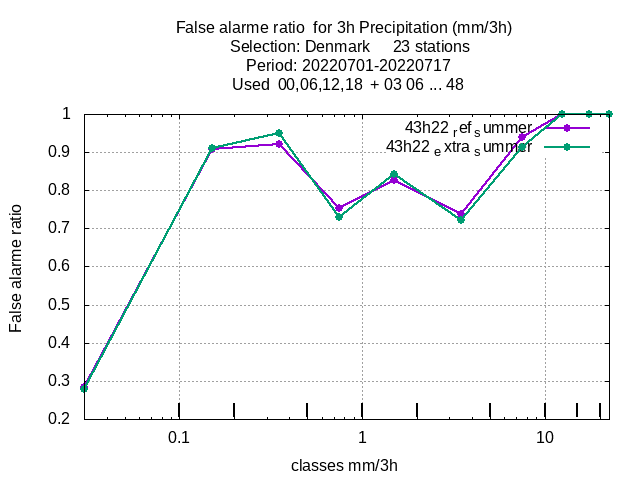 False alarme ratio  for 3h Precipitation (mm/3h)
Selection: Denmark     23 stations
Period: 20220701-20220717
Used  00,06,12,18  + 03 06 ... 48
43h22 refsummer
43h22 extrasummer
1
0.9
0.8
0.7
0.6
0.5
0.4
0.3
0.2
False alarme ratio
0.1
1
10
classes mm/3h